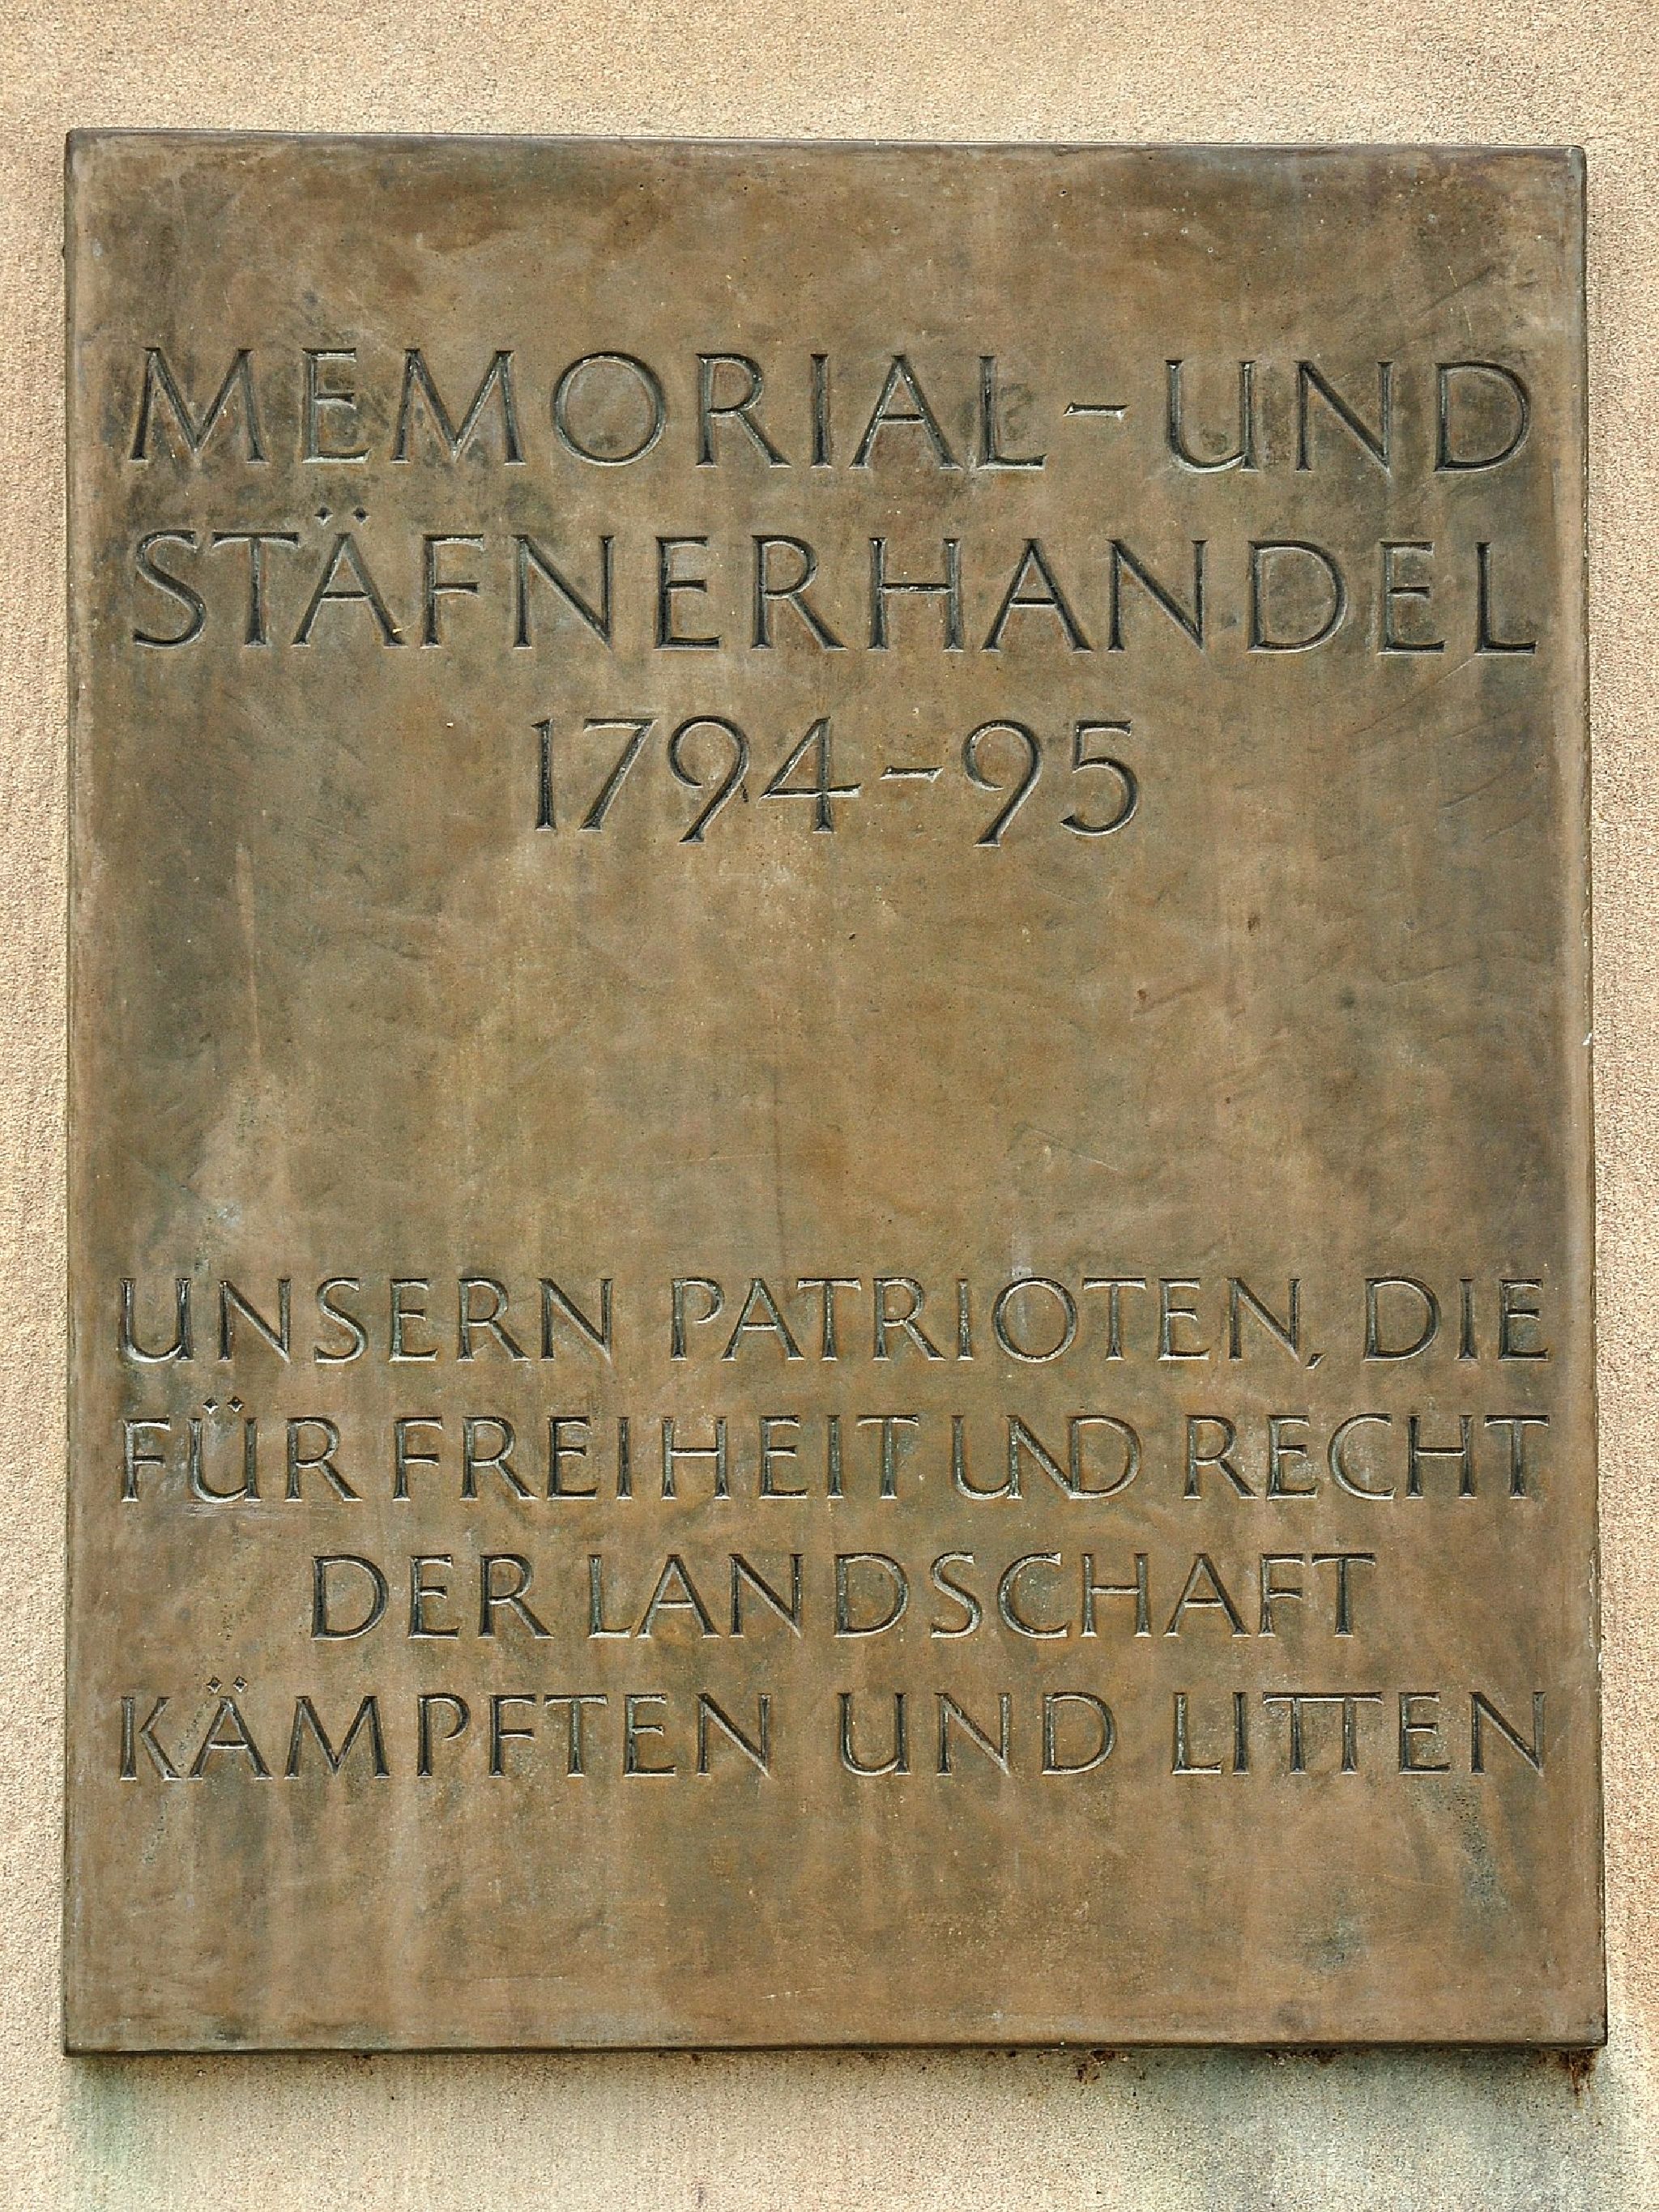 MEMORIAL-UND
STÄFNERHANDEL
1794-95
UNSERN PATRIOTEN, DIE
FÜR FREIHEIT UND RECHT
DER LANDSCHAFT
KÄMPFTEN UND LITTEN